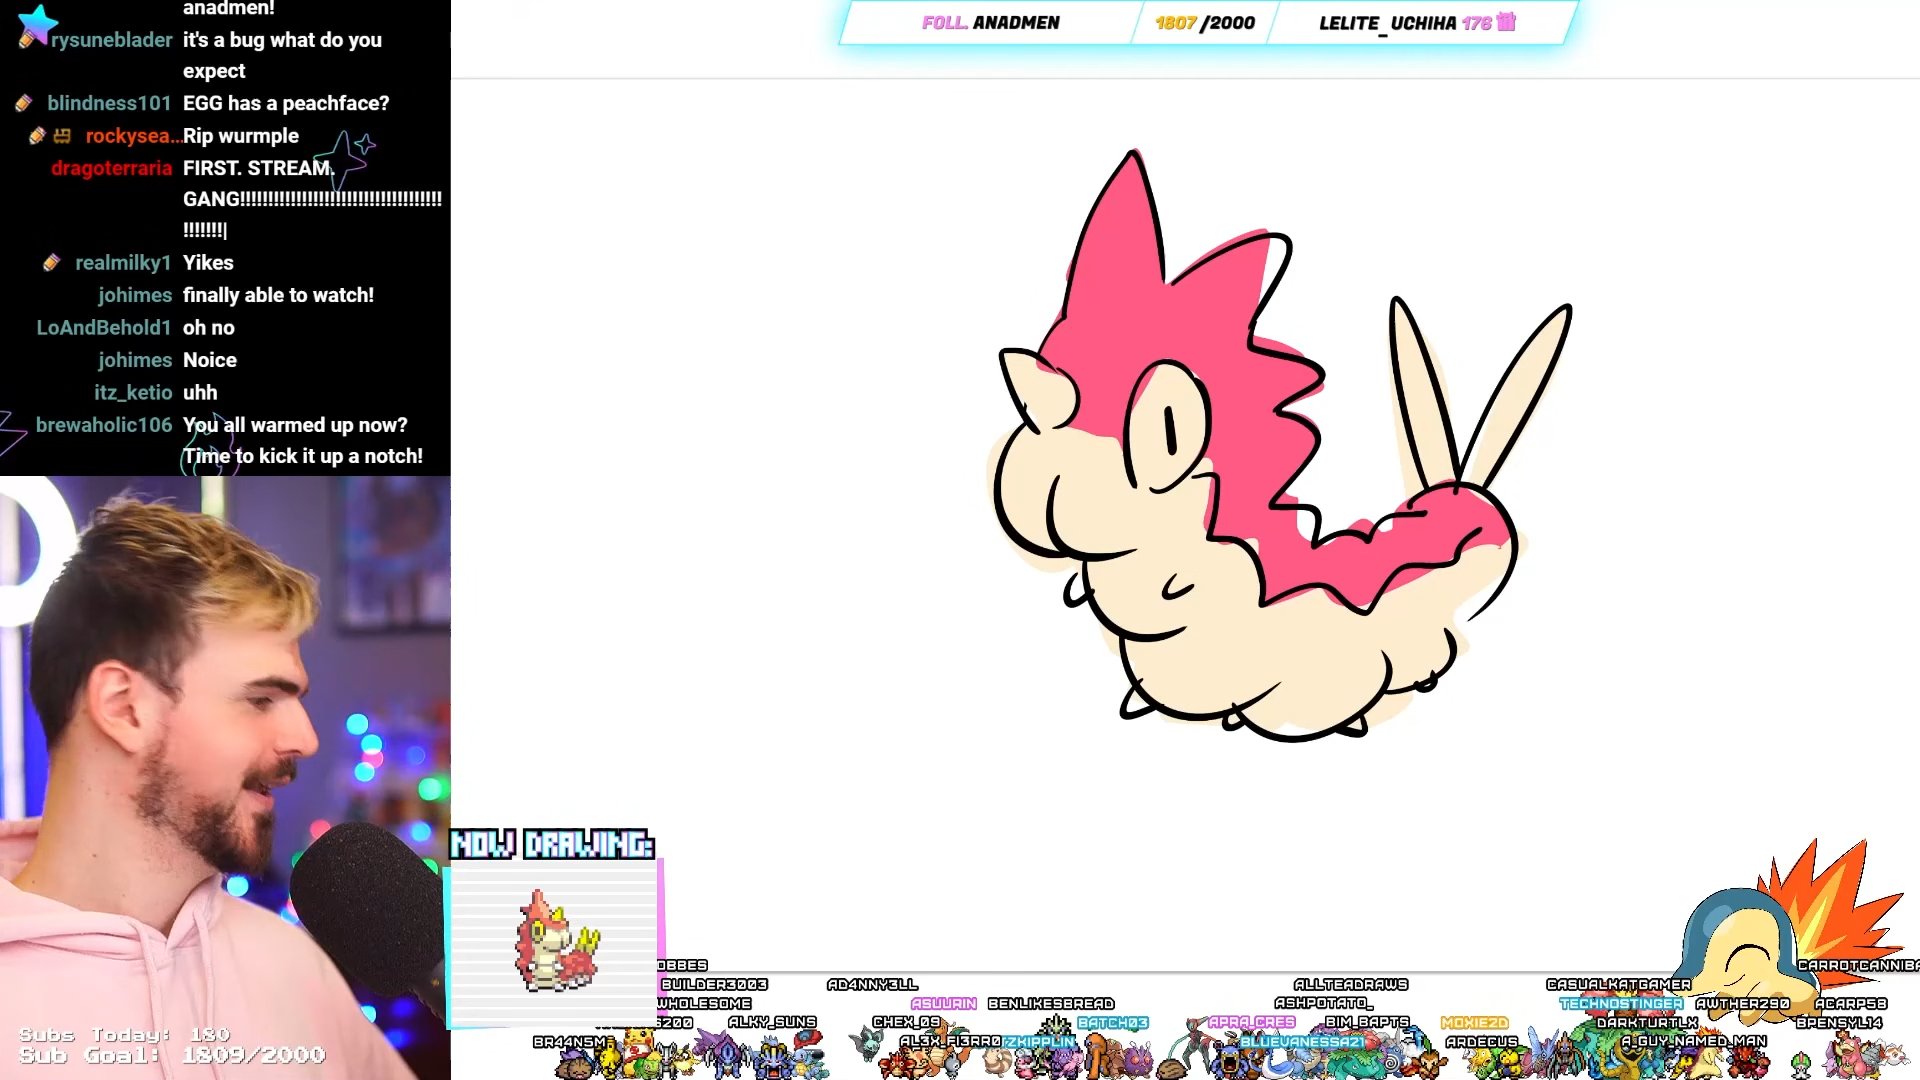 anadmen!
rysuneblader it's a bug what do you
expect
blindness101 EGG has a peachface?
rockysea... Rip wurmple
dragoterraria FIRST. STREAM.
GANG!!!!!!!!!!!!!!!!!!!!!!!!!!!!!!!!!!!!
!!!!!!!|
realmilky1 Yikes
johimes finally able to watch!
LoAndBehold1 oh no
johimes Noice
itz_ketio uhh
brewaholic106 You all warmed up now?
Time to kick it up a notch!
FOLL. ANADMEN 1807 /2000 LELITE_UCHIHA 176
NOW DRAWING:
Subs Today: 180
Sub Goal: 1809/2000
OBBES CARROTCANNIBA
BUILDER3003 AD4NNY3LL ALLTEADRAWS CASUALKATGAMER
WHOLESOME ASUURIN BENLIKESBREAD ASHPOTATO_ TECHNOSTINGER AWTHER290 ACARP58
ALKY_SUNS CHEX_09 BATCH03 APRA_CRES BIM_BAPTS MOXIE2D DARKTURTLX BPENSYL14
BR44NSM AL3X_FI3RRO ZKIPPLIN BLUEVANESSA21 ARDECUS A_GUY_NAMED_MAN